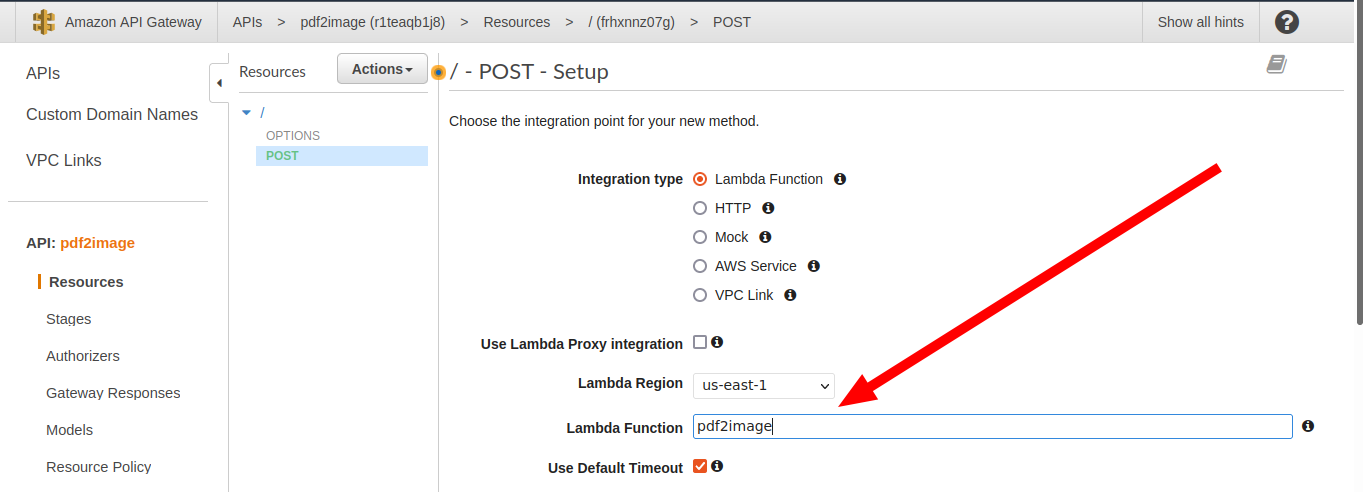 Amazon API Gateway APIs > pdf2image (r1teaqb1j8) > Resources > / (frhxnnz07g) > POST Show all hints ?
APIs
Custom Domain Names
VPC Links
API: pdf2image
Resources
Stages
Authorizers
Gateway Responses
Models
Resource Policy
Resources Actions
/
OPTIONS
POST
/ - POST - Setup
Choose the integration point for your new method.
Integration type Lambda Function
HTTP
Mock
AWS Service
VPC Link
Use Lambda Proxy integration
Lambda Region us-east-1
Lambda Function pdf2image
Use Default Timeout